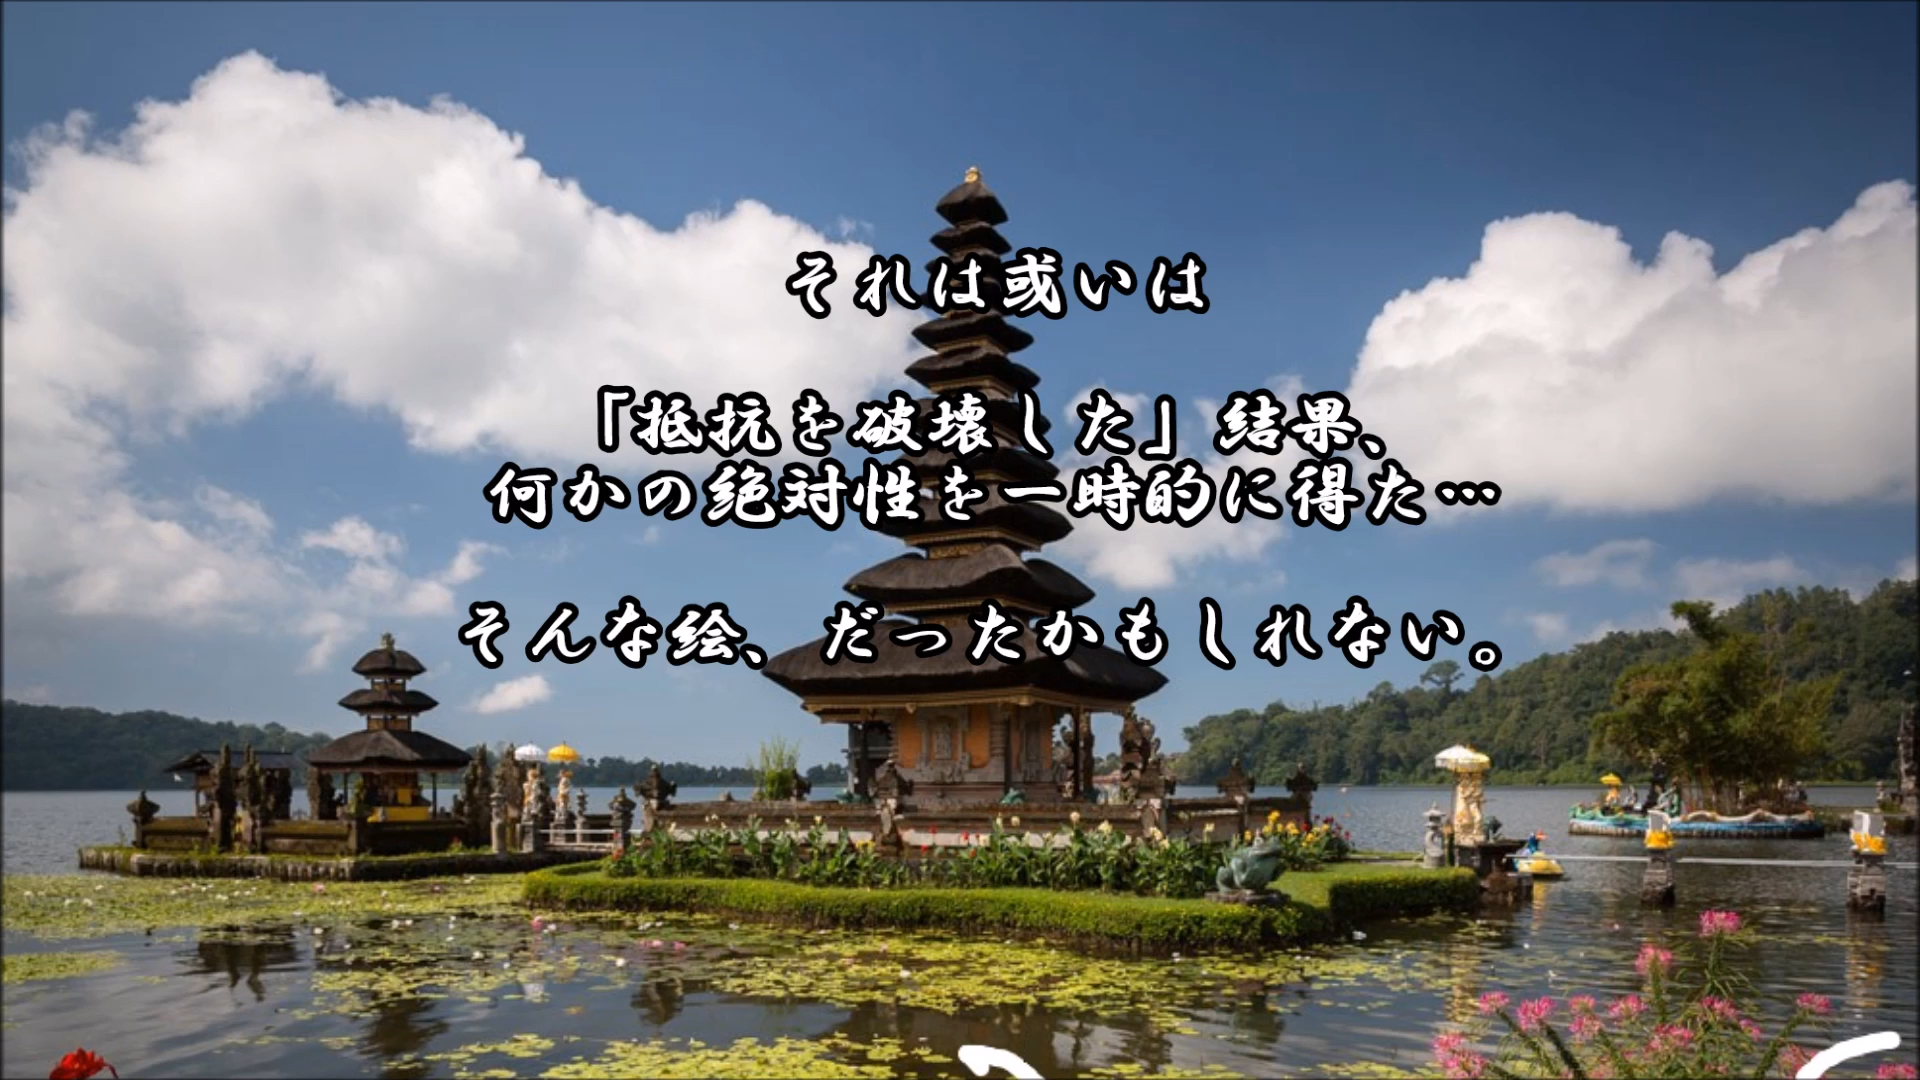 それは或いは
「抵抗を破壊した」結果、
何かの絶対性を一時的に得た…
そんな絵、だったかもしれない。